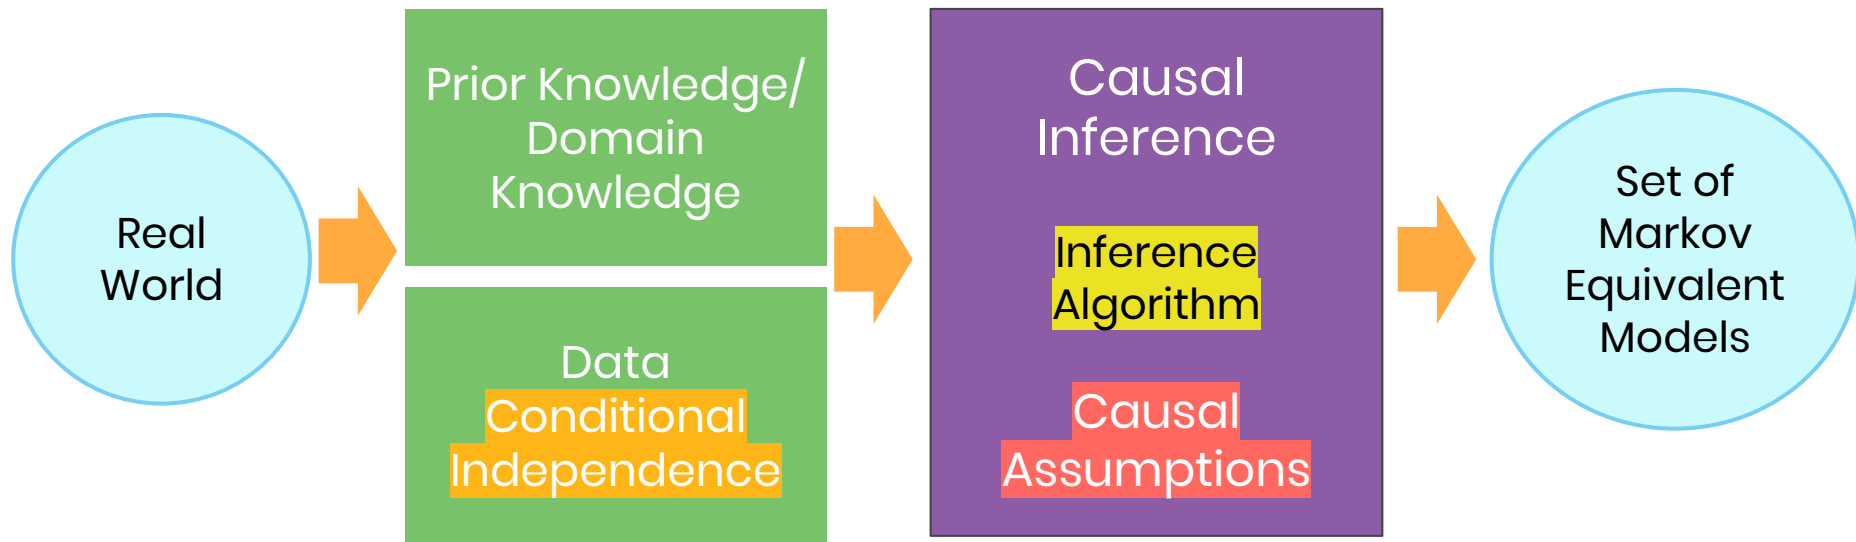 Real
World
Prior Knowledge/
Domain
Knowledge
Data
Conditional
Independence
Causal
Inference
Inference
Algorithm
Causal
Assumptions
Set of
Markov
Equivalent
Models